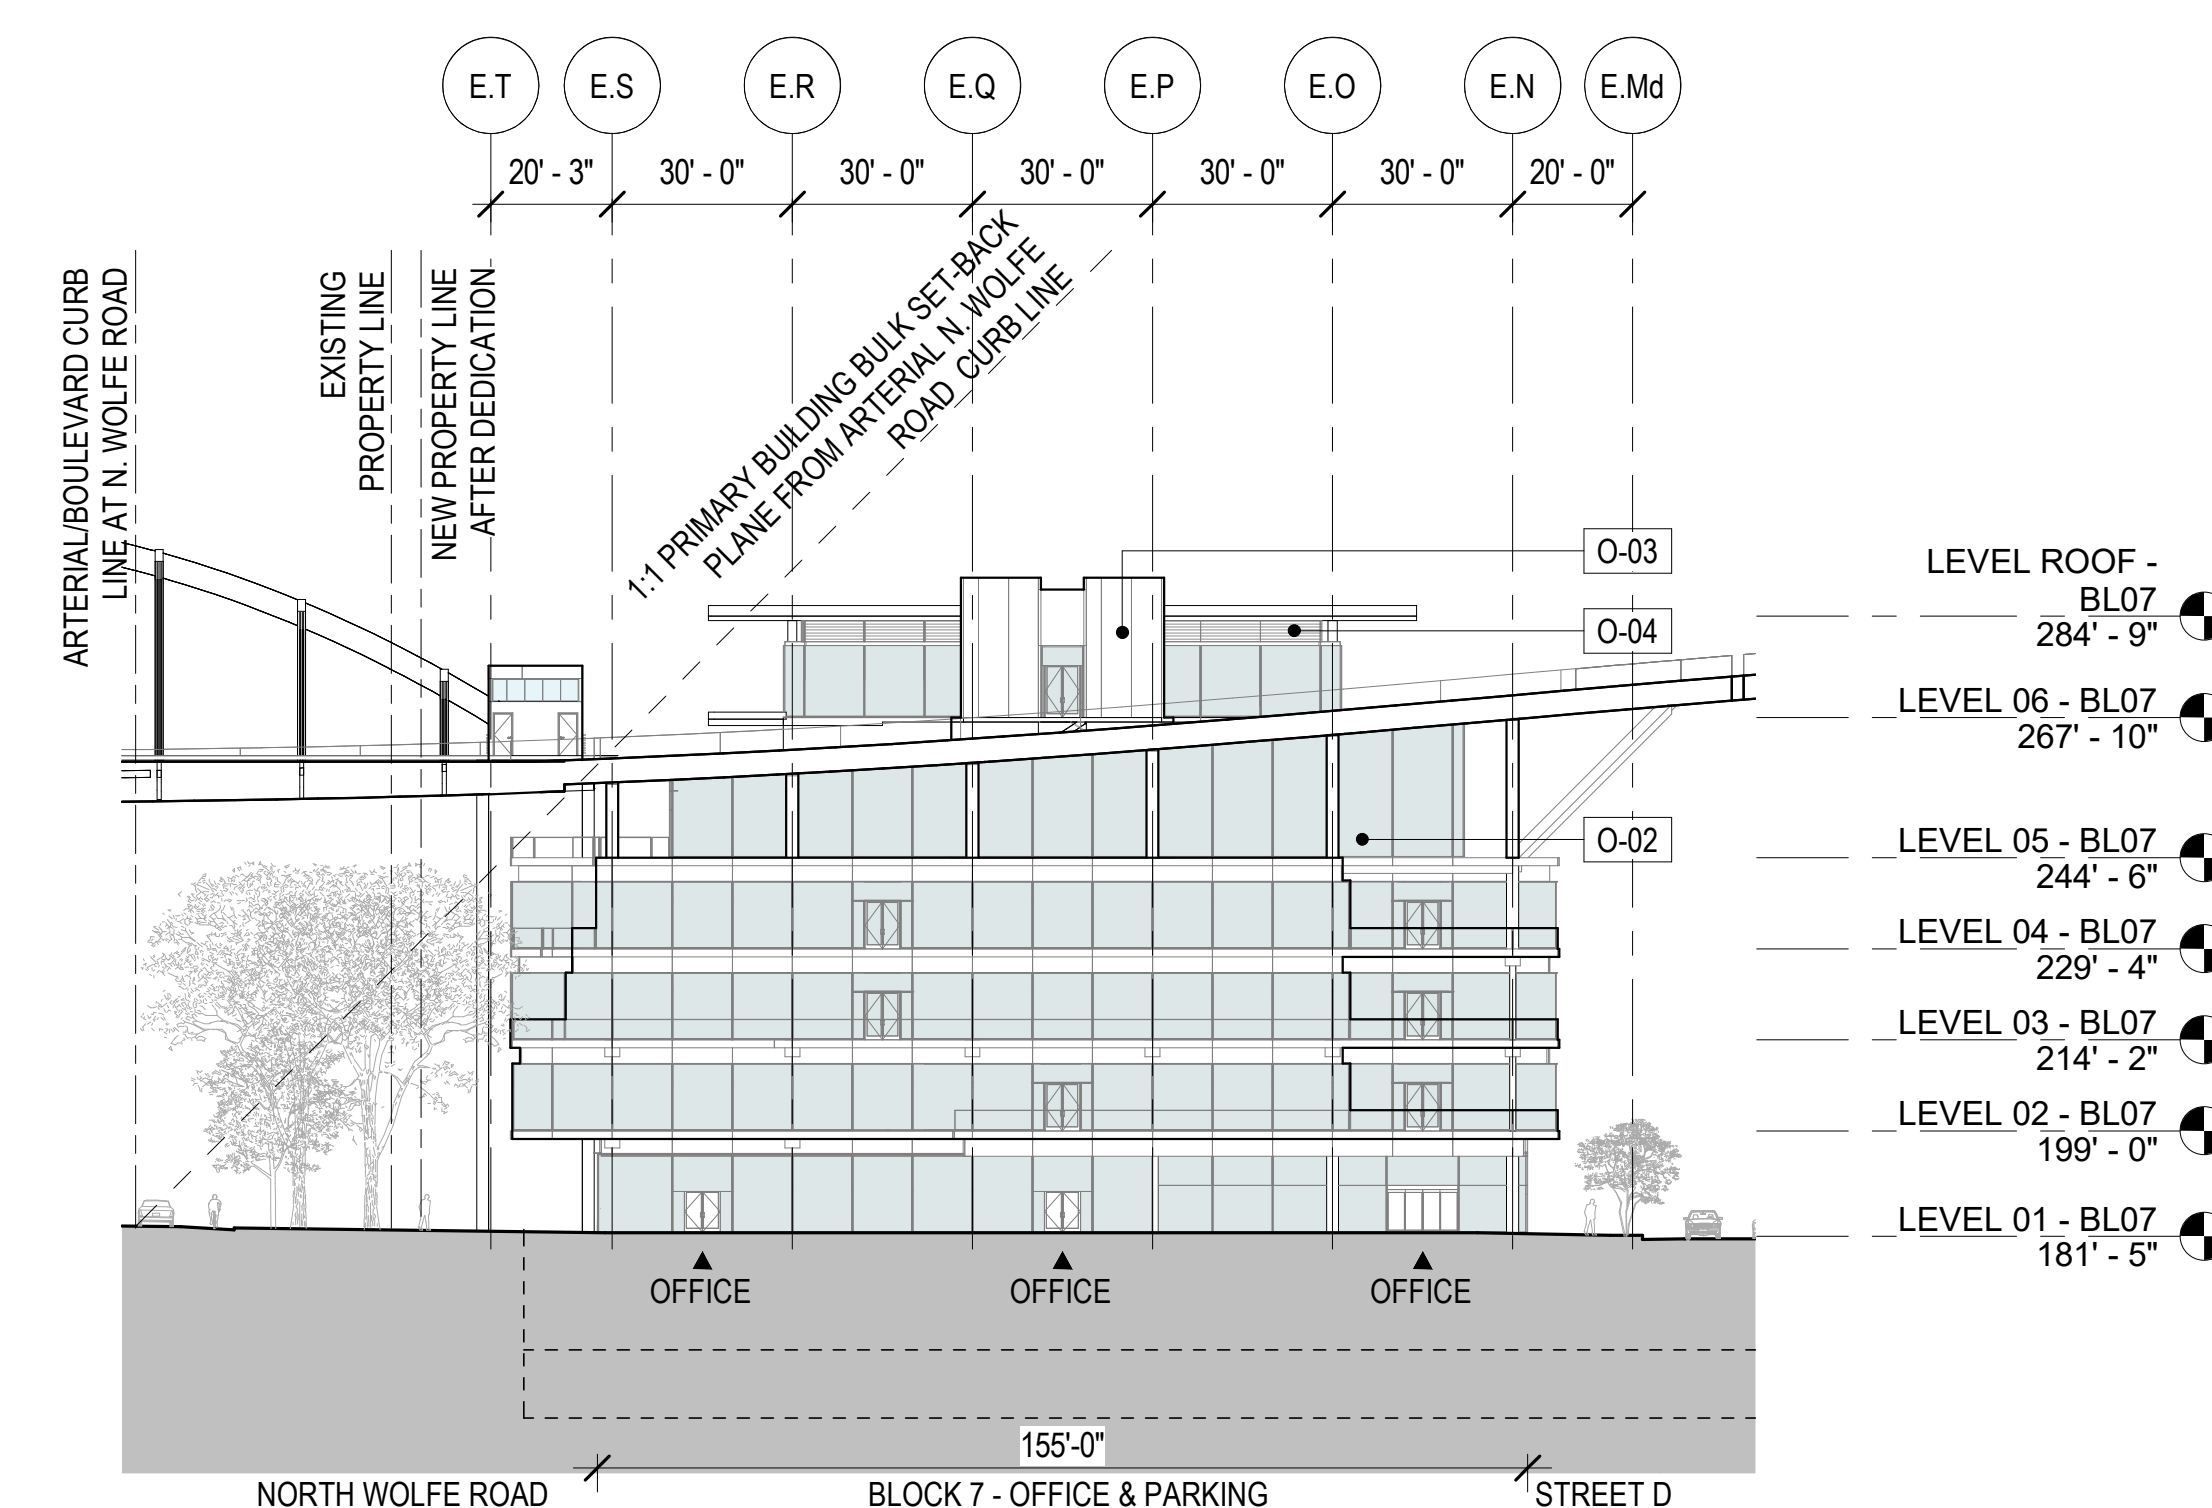 E.T
E.S
E.R
E.Q
E.P
E.O
E.N
E.Md
20' - 3"
30' - 0"
30' - 0"
30' - 0"
30' - 0"
30' - 0"
20' - 0"
ARTERIAL/BOULEVARD CURB
LINE AT N. WOLFE ROAD
EXISTING
PROPERTY LINE
NEW PROPERTY LINE
AFTER DEDICATION
1:1 PRIMARY BUILDING BULK SET-BACK
PLANE FROM ARTERIAL N. WOLFE
ROAD CURB LINE
O-03
O-04
O-02
LEVEL ROOF -
BL07
284' - 9"
LEVEL 06 - BL07
267' - 10"
LEVEL 05 - BL07
244' - 6"
LEVEL 04 - BL07
229' - 4"
LEVEL 03 - BL07
214' - 2"
LEVEL 02 - BL07
199' - 0"
LEVEL 01 - BL07
181' - 5"
OFFICE
OFFICE
OFFICE
155'-0"
NORTH WOLFE ROAD
BLOCK 7 - OFFICE & PARKING
STREET D